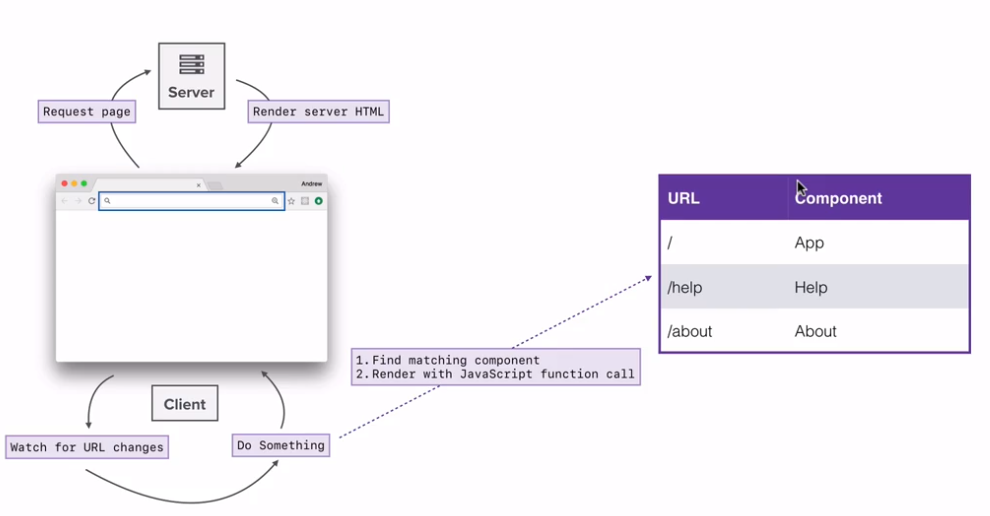 Server
Request page
Render server HTML
Andrew
URL Component
/ App
/help Help
/about About
1.Find matching component
2.Render with JavaScript function call
Client
Watch for URL changes
Do Something